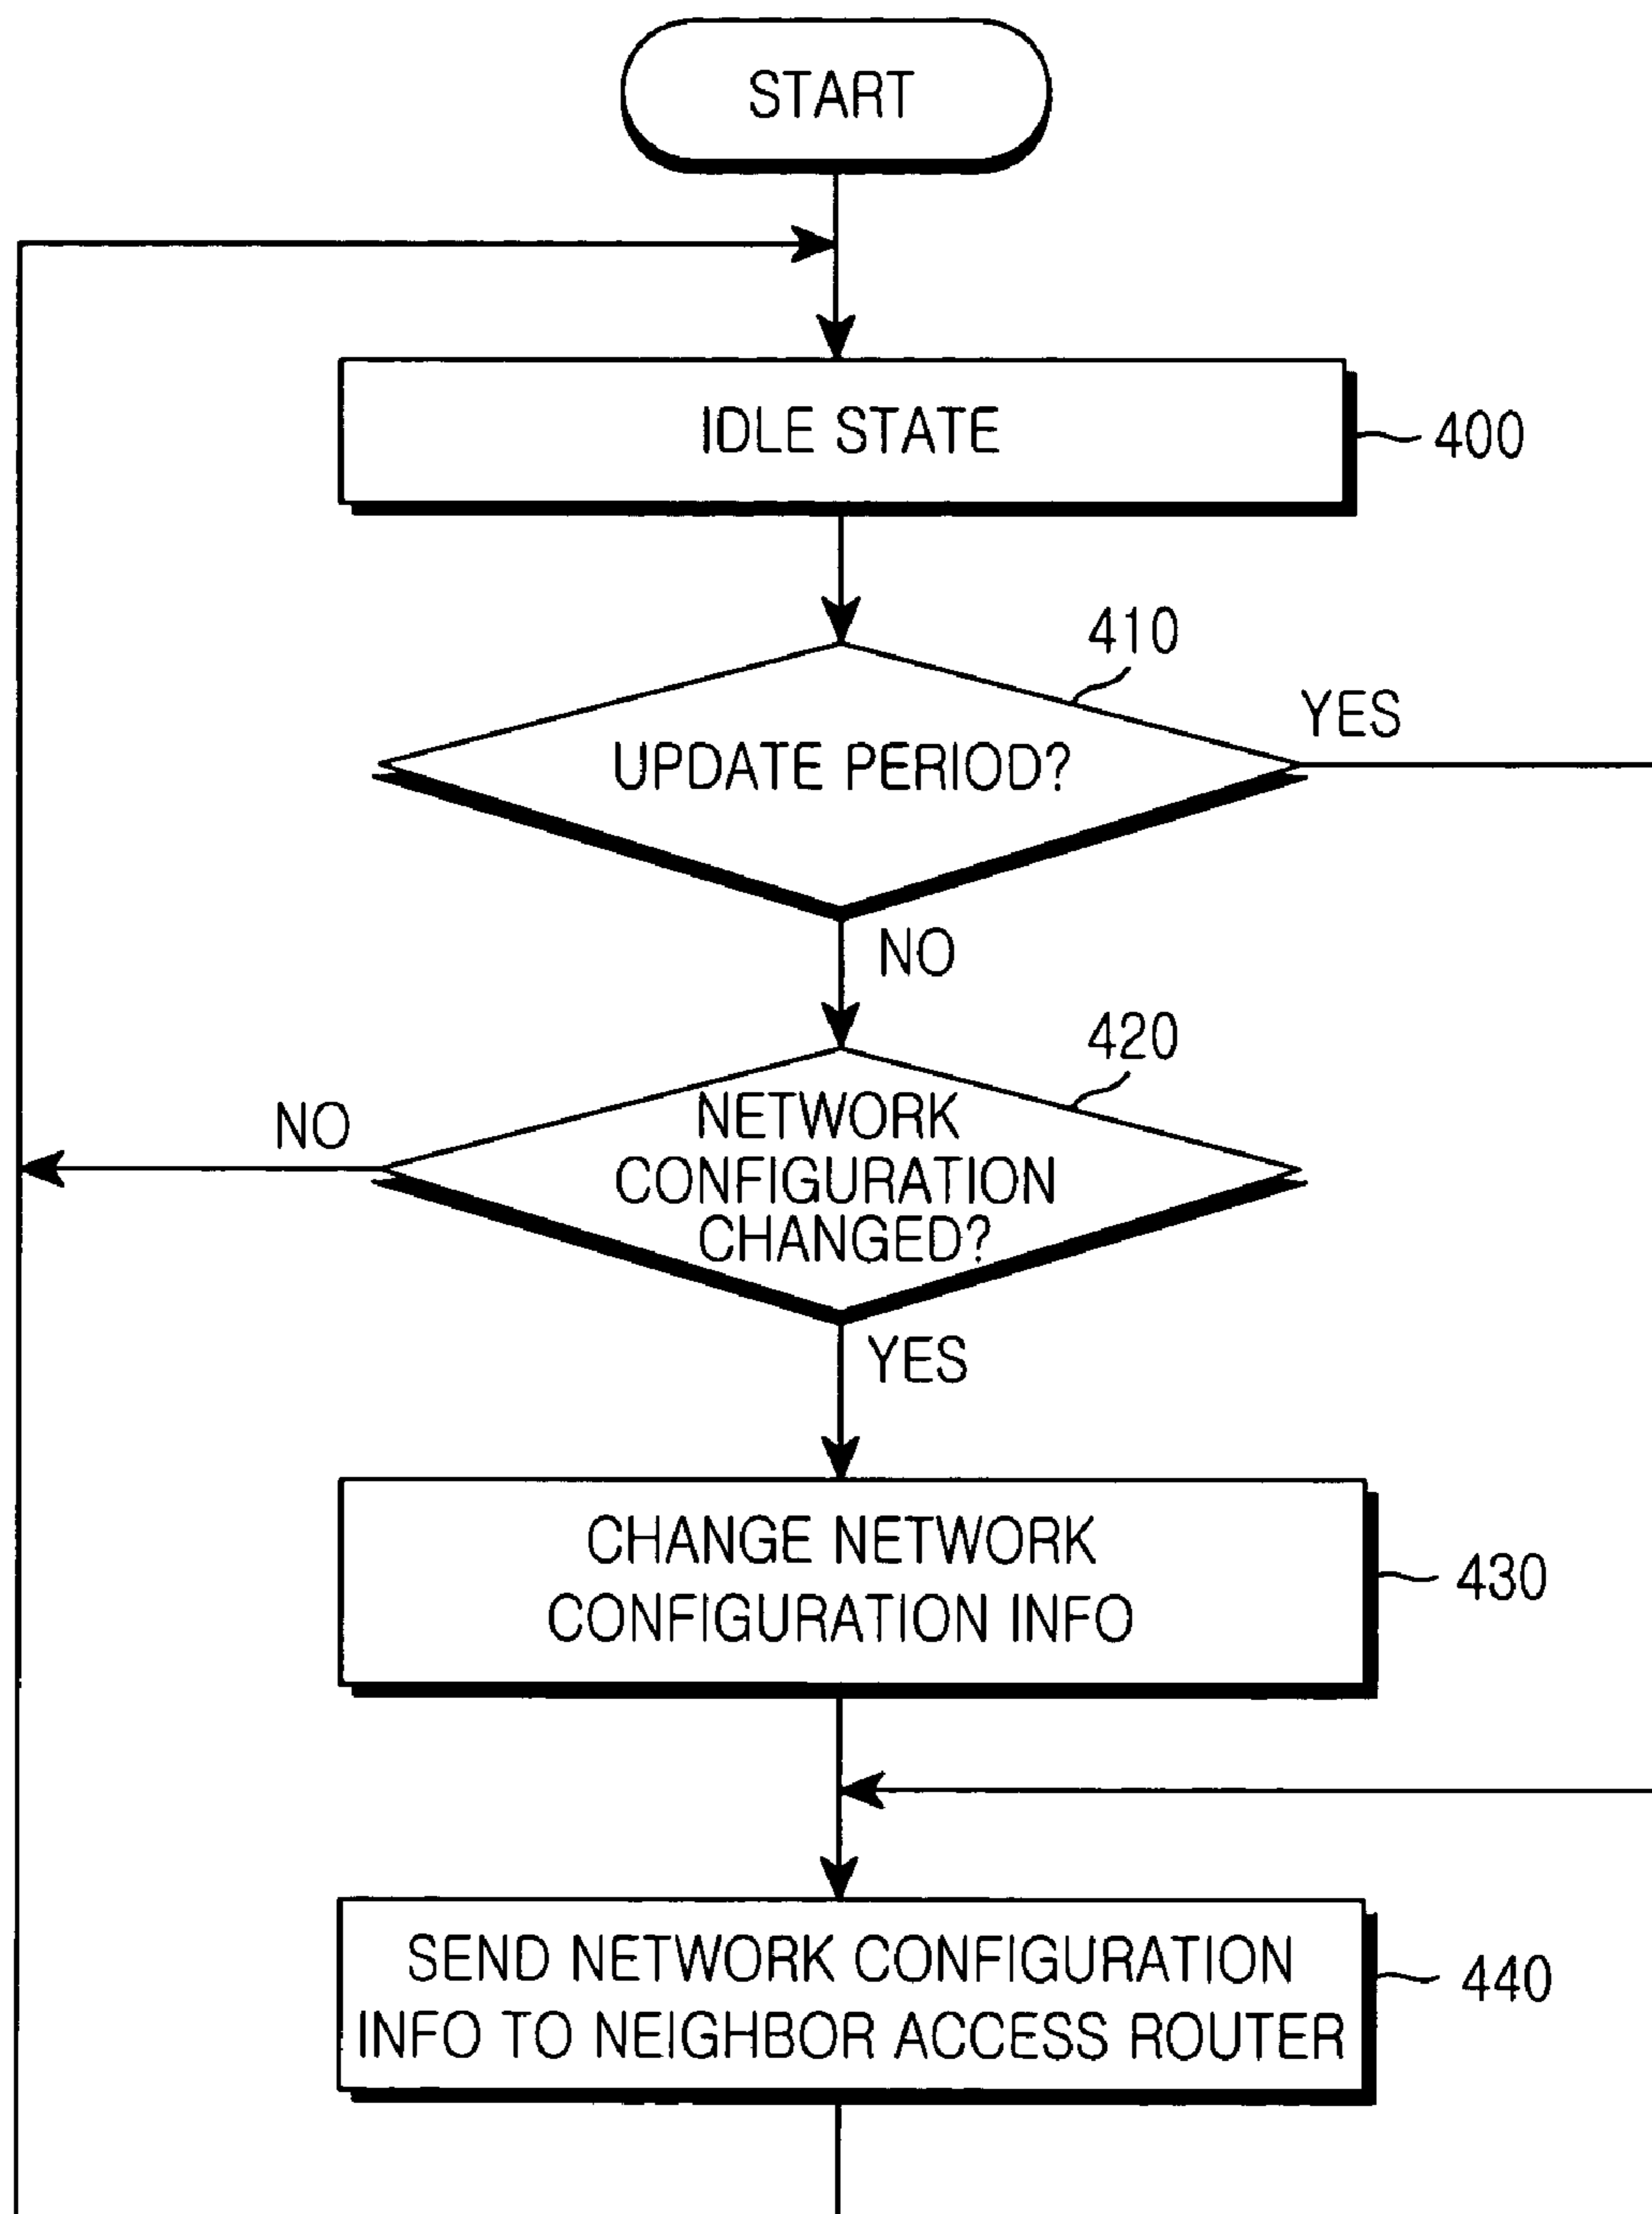 START
IDLE STATE
400
410
YES
UPDATE PERIOD?
NO
420
NO
NETWORK
CONFIGURATION
CHANGED?
YES
CHANGE NETWORK
CONFIGURATION INFO
430
SEND NETWORK CONFIGURATION
INFO TO NEIGHBOR ACCESS ROUTER
440